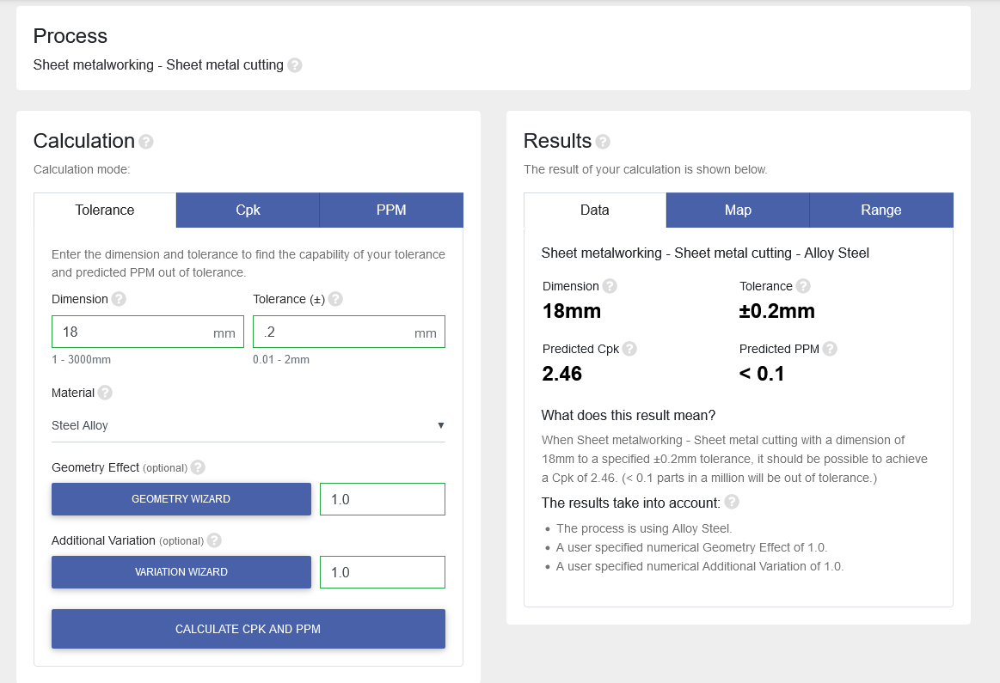 Process
Sheet metalworking - Sheet metal cutting ?
Calculation ?
Calculation mode:
Tolerance Cpk PPM
Enter the dimension and tolerance to find the capability of your tolerance
and predicted PPM out of tolerance.
Dimension ? Tolerance (±) ?
18 mm .2 mm
1 - 3000mm 0.01 - 2mm
Material ?
Steel Alloy ▼
Geometry Effect (optional) ?
GEOMETRY WIZARD 1.0
Additional Variation (optional) ?
VARIATION WIZARD 1.0
CALCULATE CPK AND PPM
Results ?
The result of your calculation is shown below.
Data Map Range
Sheet metalworking - Sheet metal cutting - Alloy Steel
Dimension ? Tolerance ?
18mm ±0.2mm
Predicted Cpk ? Predicted PPM ?
2.46 < 0.1
What does this result mean?
When Sheet metalworking - Sheet metal cutting with a dimension of
18mm to a specified ±0.2mm tolerance, it should be possible to achieve
a Cpk of 2.46. (< 0.1 parts in a million will be out of tolerance.)
The results take into account: ?
• The process is using Alloy Steel.
• A user specified numerical Geometry Effect of 1.0.
• A user specified numerical Additional Variation of 1.0.